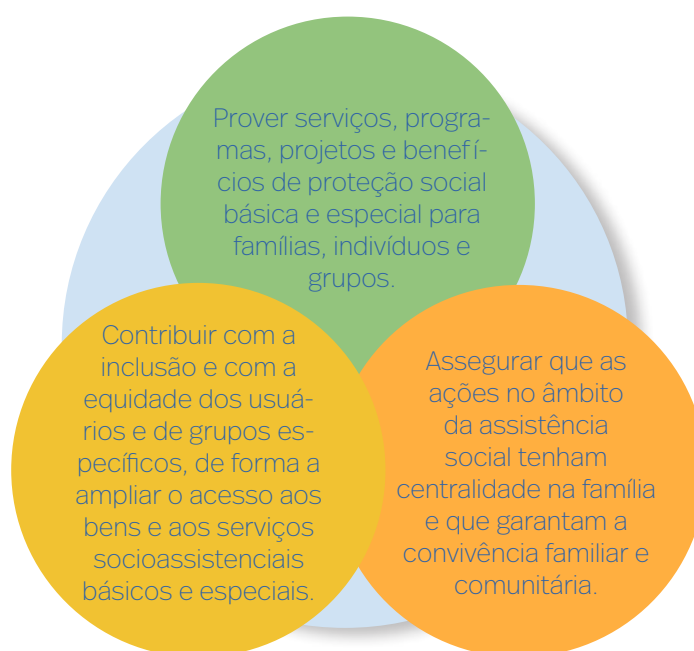 Prover serviços, progra-
mas, projetos e benefí-
cios de proteção social
básica e especial para
famílias, indivíduos e
grupos.
Contribuir com a
inclusão e com a
equidade dos usuá-
rios e de grupos es-
pecíficos, de forma a
ampliar o acesso aos
bens e aos serviços
socioassistenciais
básicos e especiais.
Assegurar que as
ações no âmbito
da assistência
social tenham
centralidade na família
e que garantam a
convivência familiar e
comunitária.